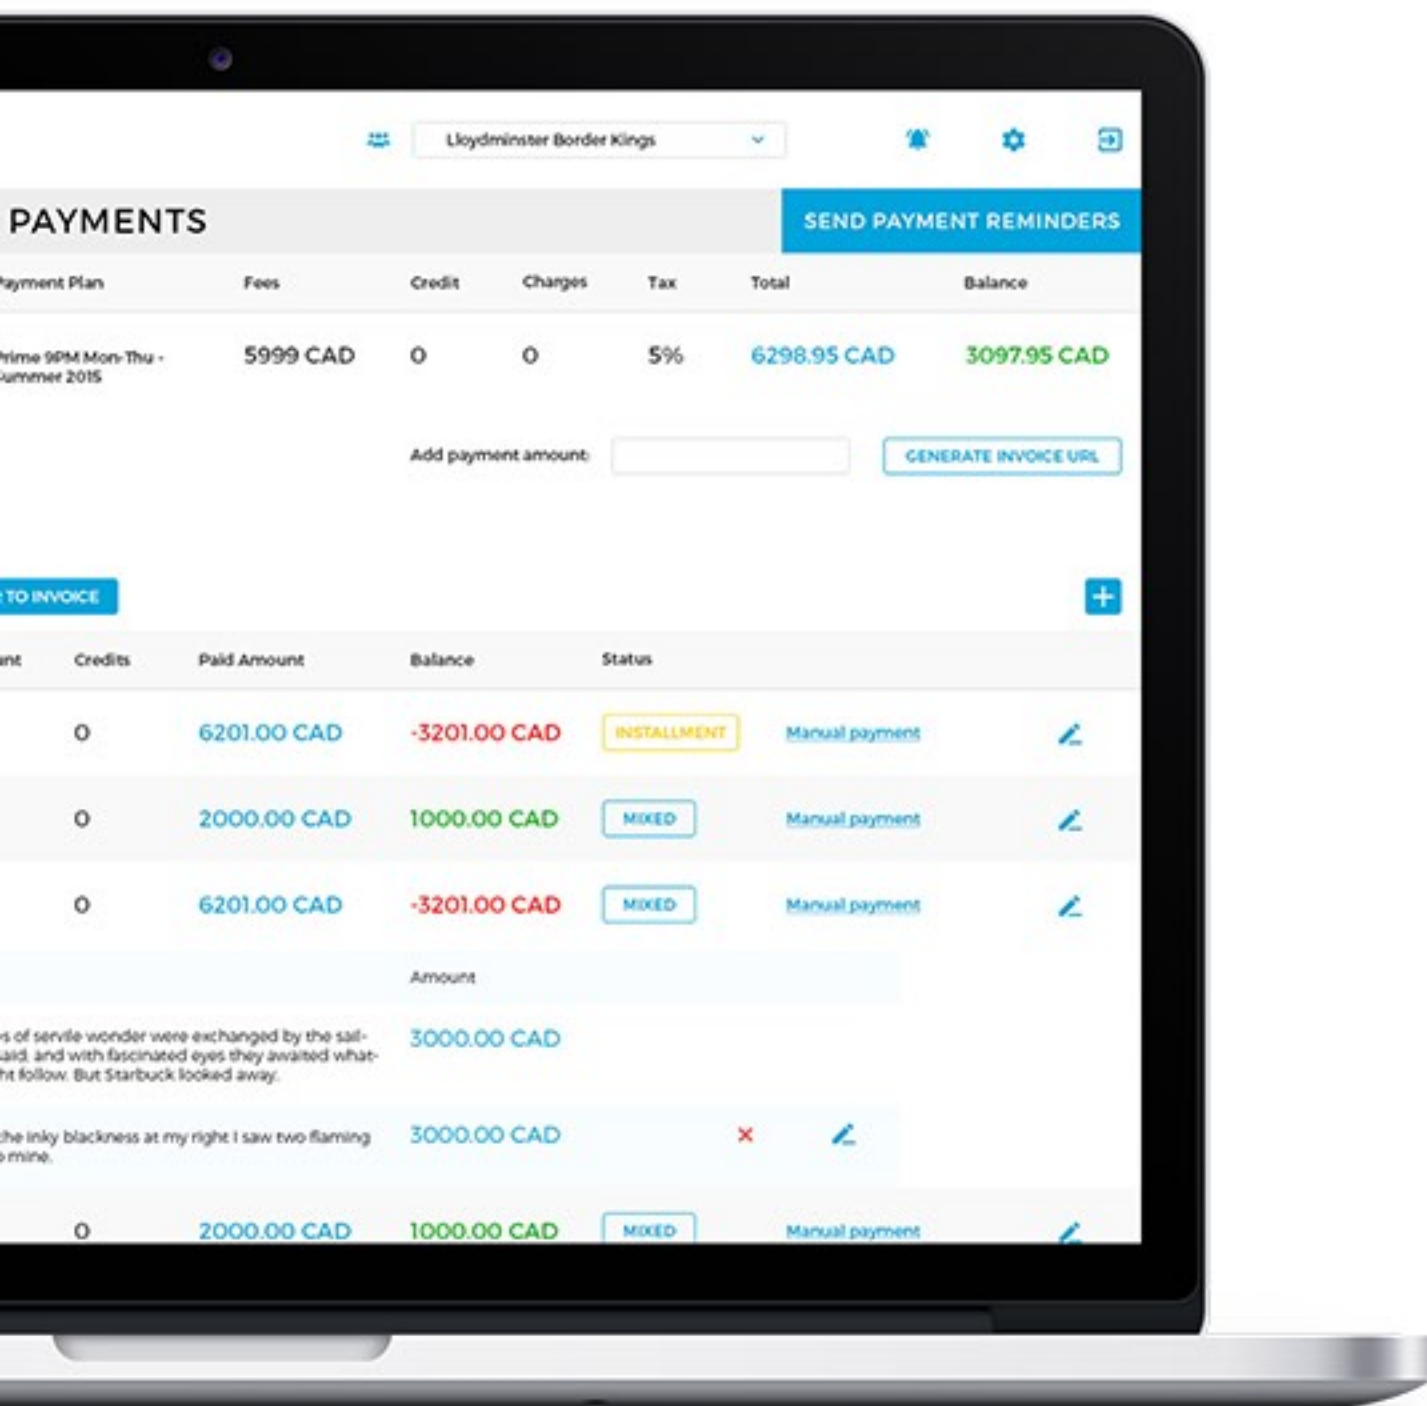 Lloydminster Border Kings
PAYMENTS
SEND PAYMENT REMINDERS
Payment Plan Fees Credit Charges Tax Total Balance
Prime 9PM Mon-Thu - 5999 CAD 0 0 5% 6298.95 CAD 3097.95 CAD
Summer 2015
Add payment amount: GENERATE INVOICE URL
TO INVOICE
Credits Paid Amount Balance Status
0 6201.00 CAD -3201.00 CAD INSTALLMENT Manual payment
0 2000.00 CAD 1000.00 CAD MIXED Manual payment
0 6201.00 CAD -3201.00 CAD MIXED Manual payment
Amount
of servile wonder were exchanged by the sail- 3000.00 CAD
and with fascinated eyes they awaited what-
follow. But Starbuck looked away.
the inky blackness at my right I saw two flaming 3000.00 CAD
mine.
0 2000.00 CAD 1000.00 CAD MIXED Manual payment